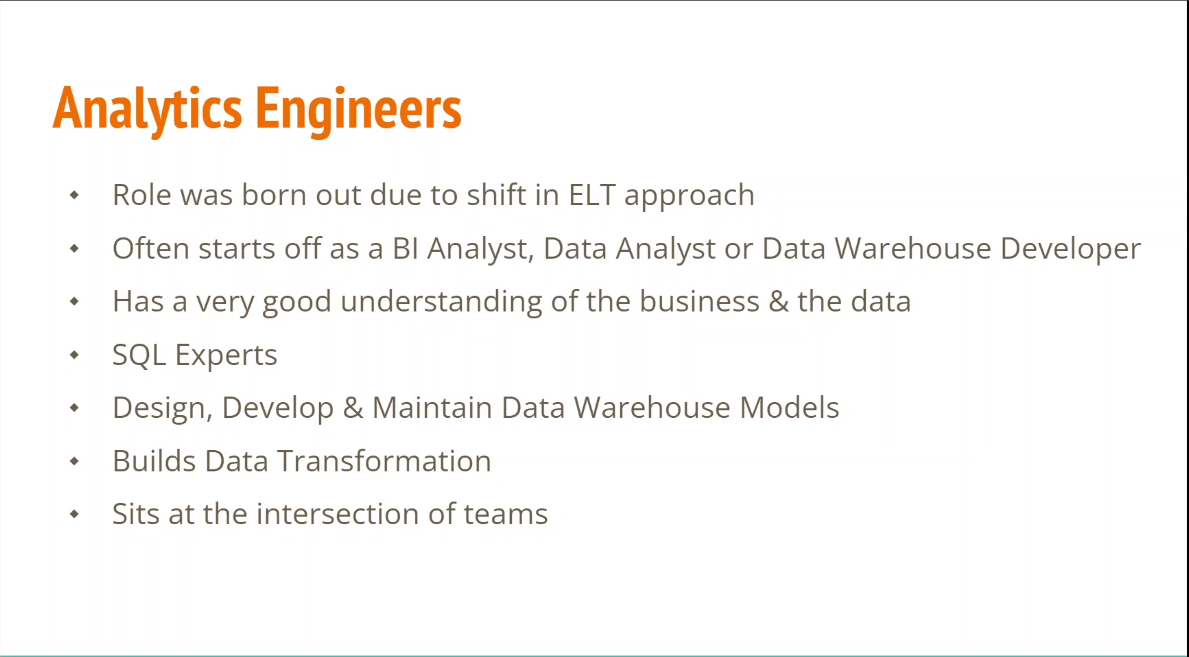 Analytics Engineers
Role was born out due to shift in ELT approach
Often starts off as a BI Analyst, Data Analyst or Data Warehouse Developer
Has a very good understanding of the business & the data
SQL Experts
Design, Develop & Maintain Data Warehouse Models
Builds Data Transformation
Sits at the intersection of teams